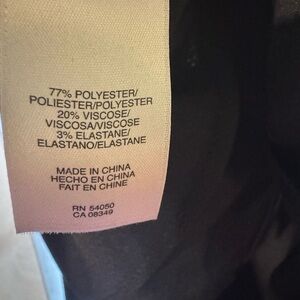 77% POLYESTER/
POLIESTER/POLYESTER
20% VISCOSE/
VISCOSA/VISCOSE
3% ELASTANE/
ELASTANO/ELASTANE
MADE IN CHINA
HECHO EN CHINA
FAIT EN CHINE
RN 54050
CA 08349